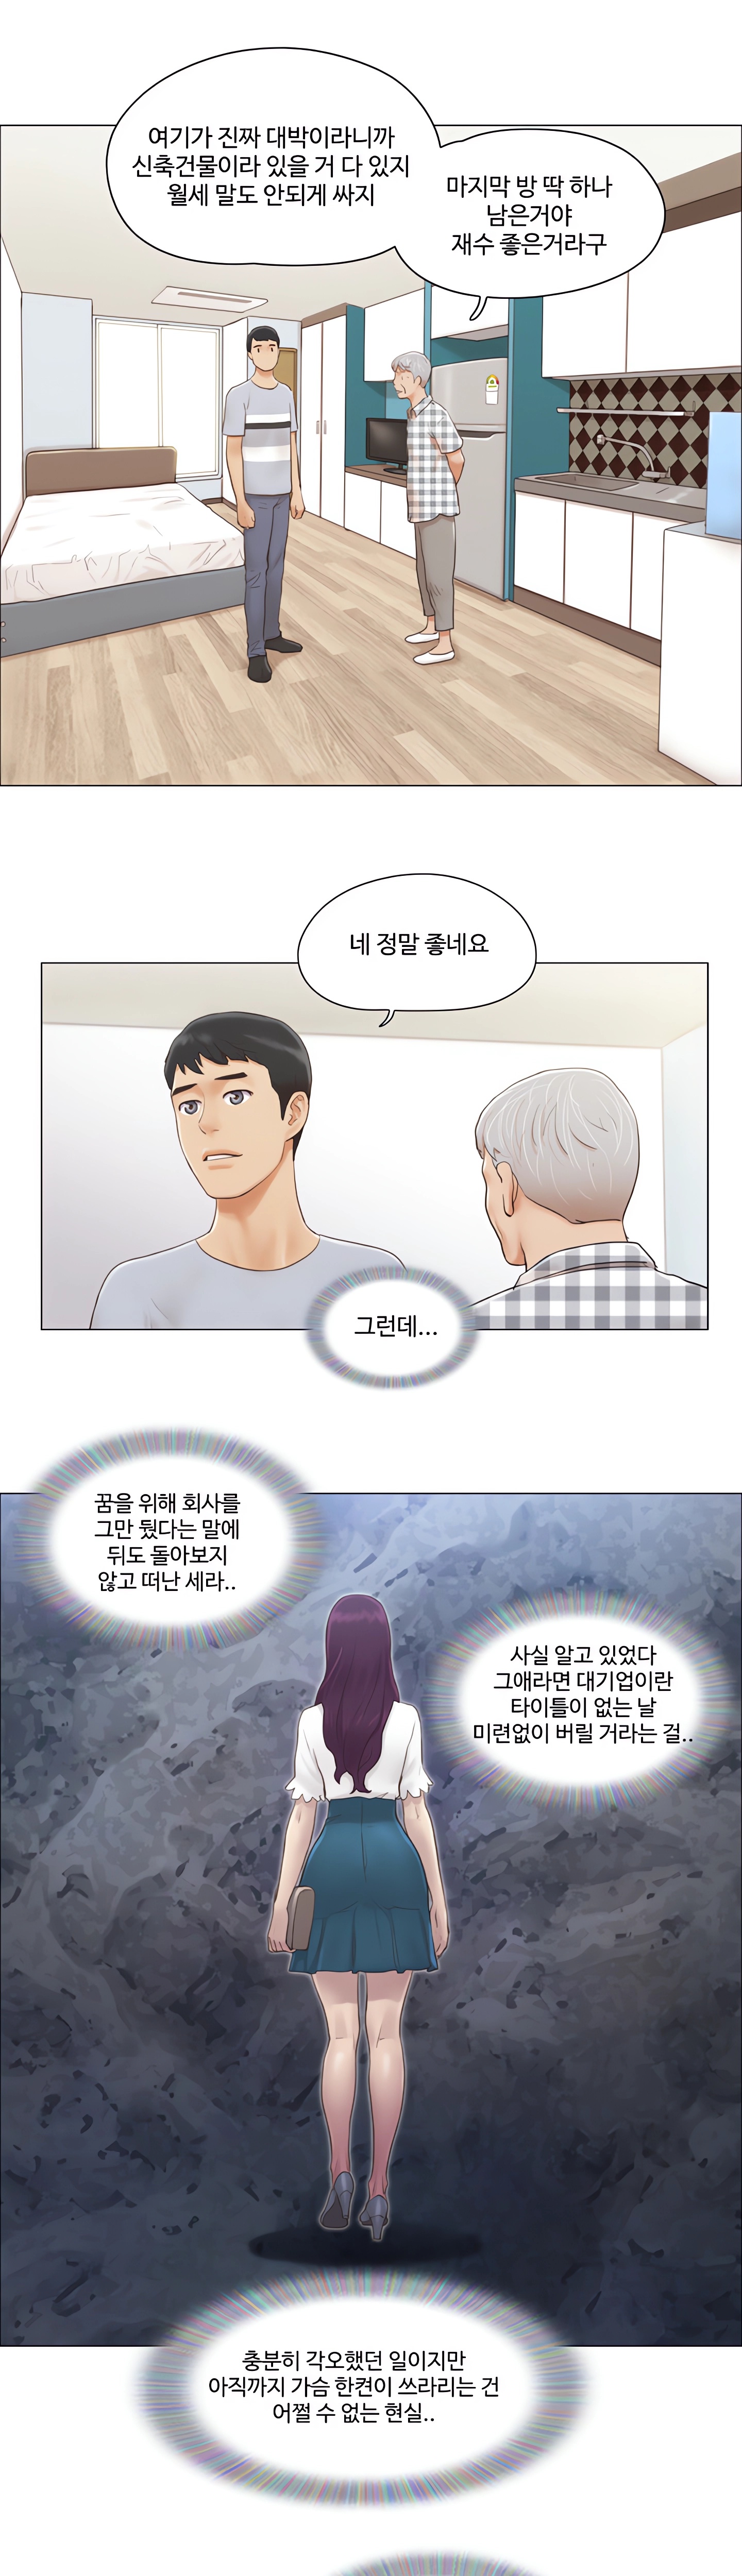 여기가 진짜 대박이라니까
신축건물이라 있을 거 다 있지
월세 말도 안되게 싸지
마지막 방 딱 하나
남은거야
재수 좋은거라구
네 정말 좋네요
그런데...
꿈을 위해 회사를
그만 뒀다는 말에
뒤도 돌아보지
않고 떠난 세라..
사실 알고 있었다
그애라면 대기업이란
타이틀이 없는 날
미련없이 버릴 거라는 걸..
충분히 각오했던 일이지만
아직까지 가슴 한켠이 쓰라리는 건
어쩔 수 없는 현실..